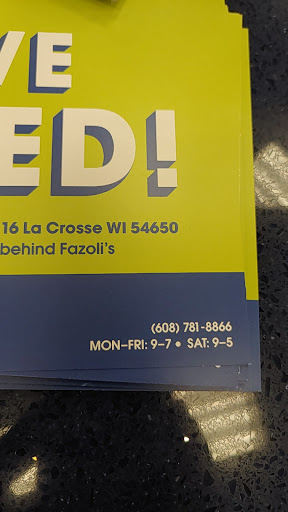 VE
ED!
16 La Crosse WI 54650
behind Fazoli's
(608) 781-8866
MON–FRI: 9–7 • SAT: 9–5